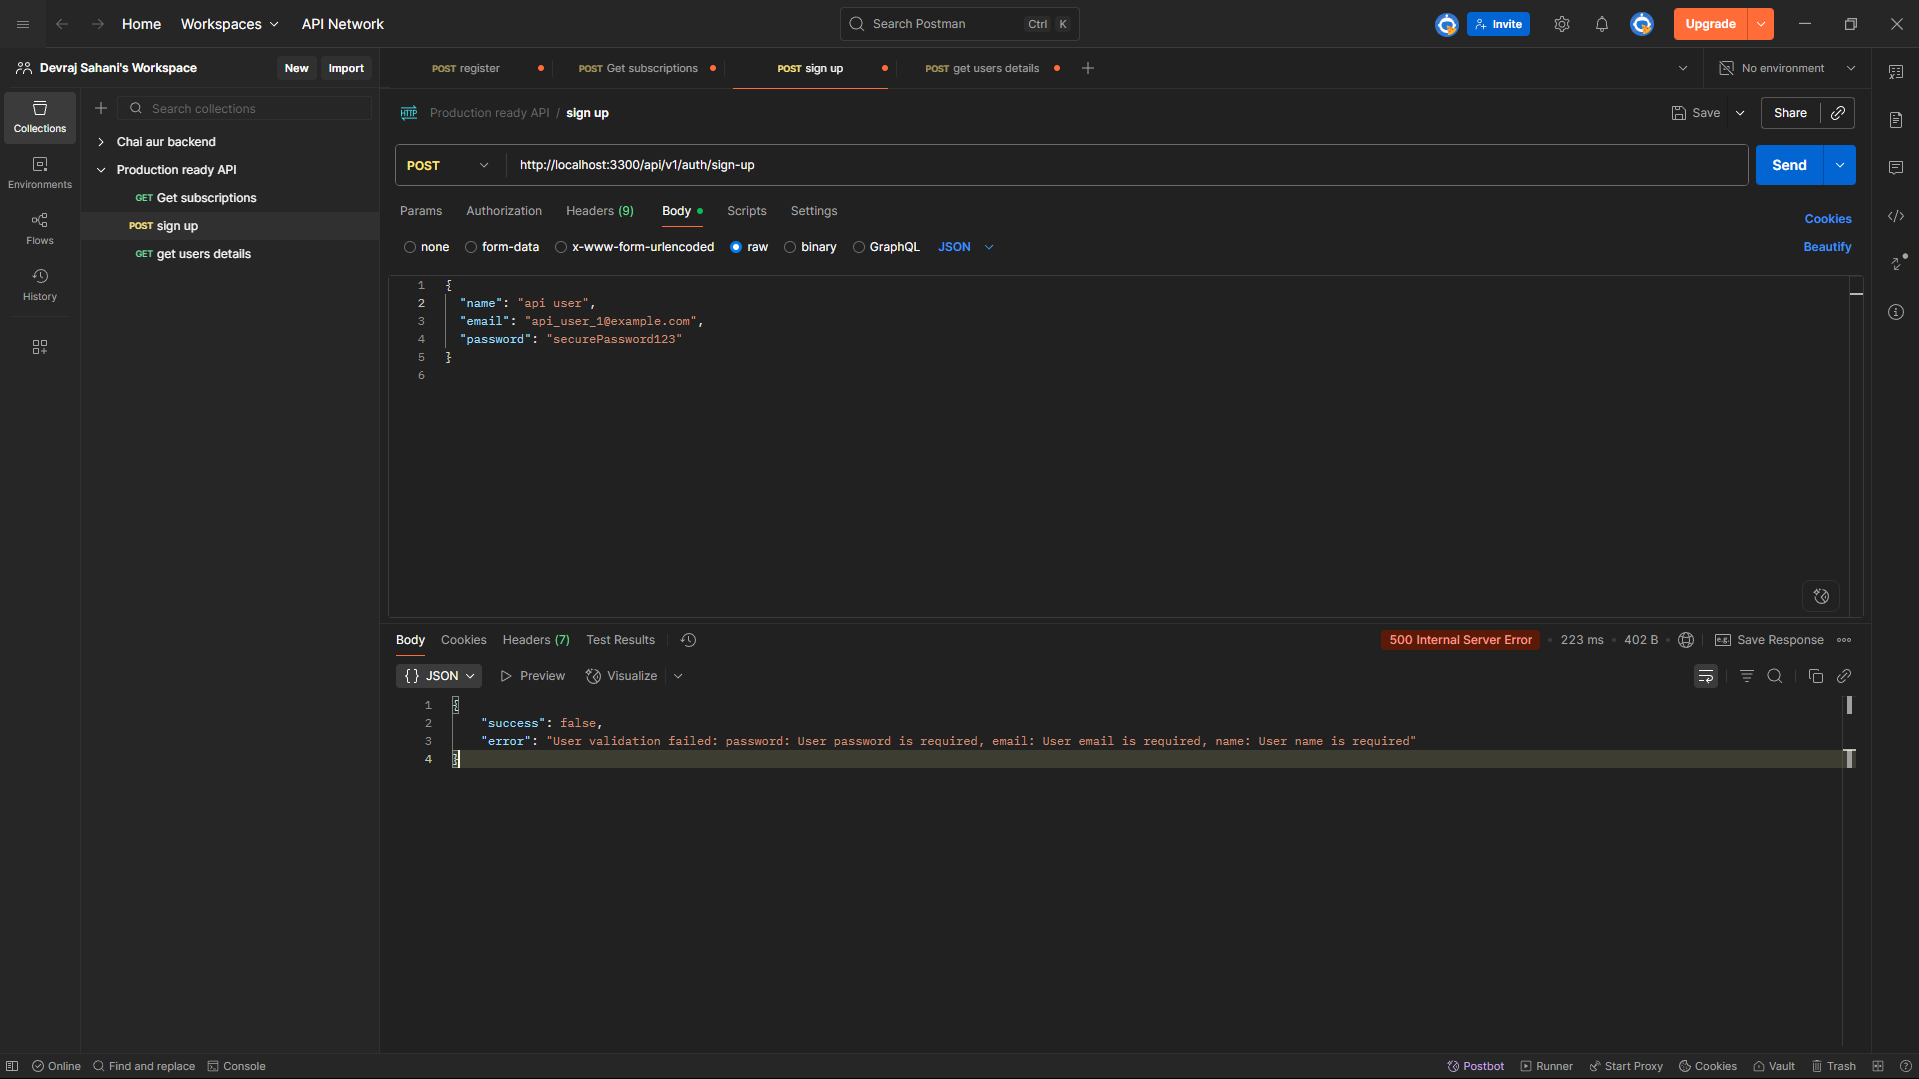 Home Workspaces API Network
Search Postman Ctrl K
Invite
Upgrade
Devraj Sahani's Workspace New Import
POST register
POST Get subscriptions
POST sign up
POST get users details
No environment
Collections
Environments
Flows
History
Search collections
Chai aur backend
Production ready API
GET Get subscriptions
POST sign up
GET get users details
HTTP Production ready API / sign up
Save Share
POST http://localhost:3300/api/v1/auth/sign-up Send
Params Authorization Headers (9) Body Scripts Settings
Cookies
none form-data x-www-form-urlencoded raw binary GraphQL JSON Beautify
1 {
2 "name": "api user",
3 "email": "api_user_1@example.com",
4 "password": "securePassword123"
5 }
6
Body Cookies Headers (7) Test Results
500 Internal Server Error 223 ms 402 B e.g. Save Response
{} JSON Preview Visualize
1 {
2 "success": false,
3 "error": "User validation failed: password: User password is required, email: User email is required, name: User name is required"
4 }
Online Find and replace Console
Postbot Runner Start Proxy Cookies Vault Trash